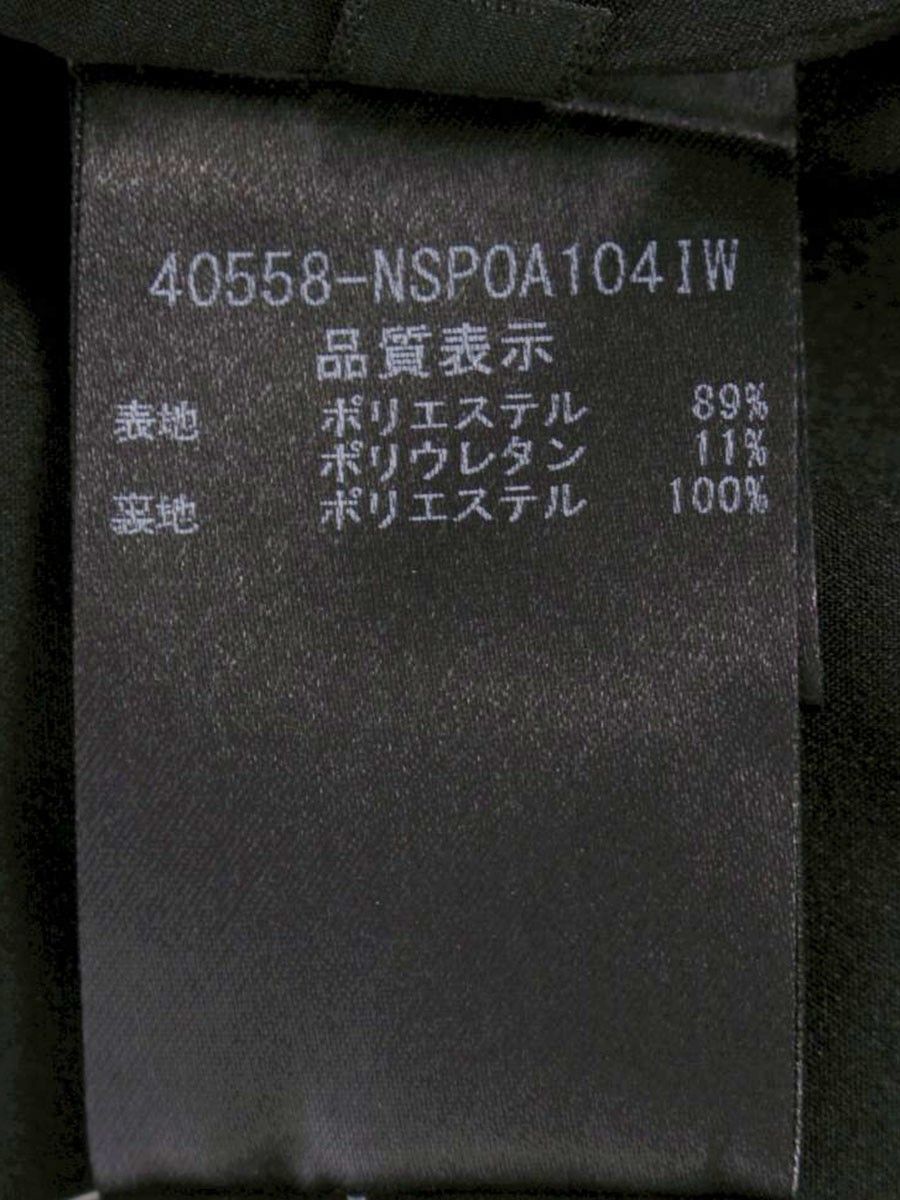 40558-NSPOA104IW
品質表示
表地 ポリエステル 89%
ポリウレタン 11%
裏地 ポリエステル 100%